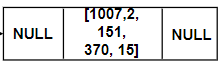 NULL
[1007,2,
151,
370, 15]
NULL